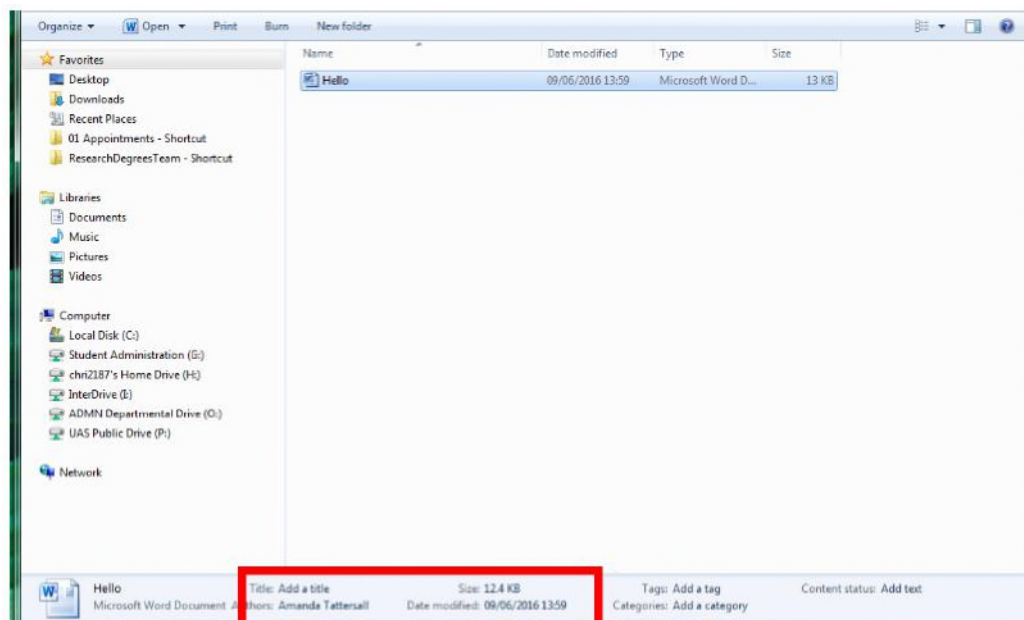 Organize Open Print Burn New folder
Name Date modified Type Size
Favorites
Hello 09/06/2016 13:59 Microsoft Word D... 13 KB
Desktop
Downloads
Recent Places
01 Appointments - Shortcut
ResearchDegreesTeam - Shortcut
Libraries
Documents
Music
Pictures
Videos
Computer
Local Disk (C:)
Student Administration (G:)
chri2187's Home Drive (H:)
InterDrive (I:)
ADMN Departmental Drive (O:)
UAS Public Drive (P:)
Network
Hello Title: Add a title Size: 12.4 KB Tags: Add a tag Content status: Add text
Microsoft Word Document Authors: Amanda Tattersall Date modified: 09/06/2016 13:59 Categories: Add a category